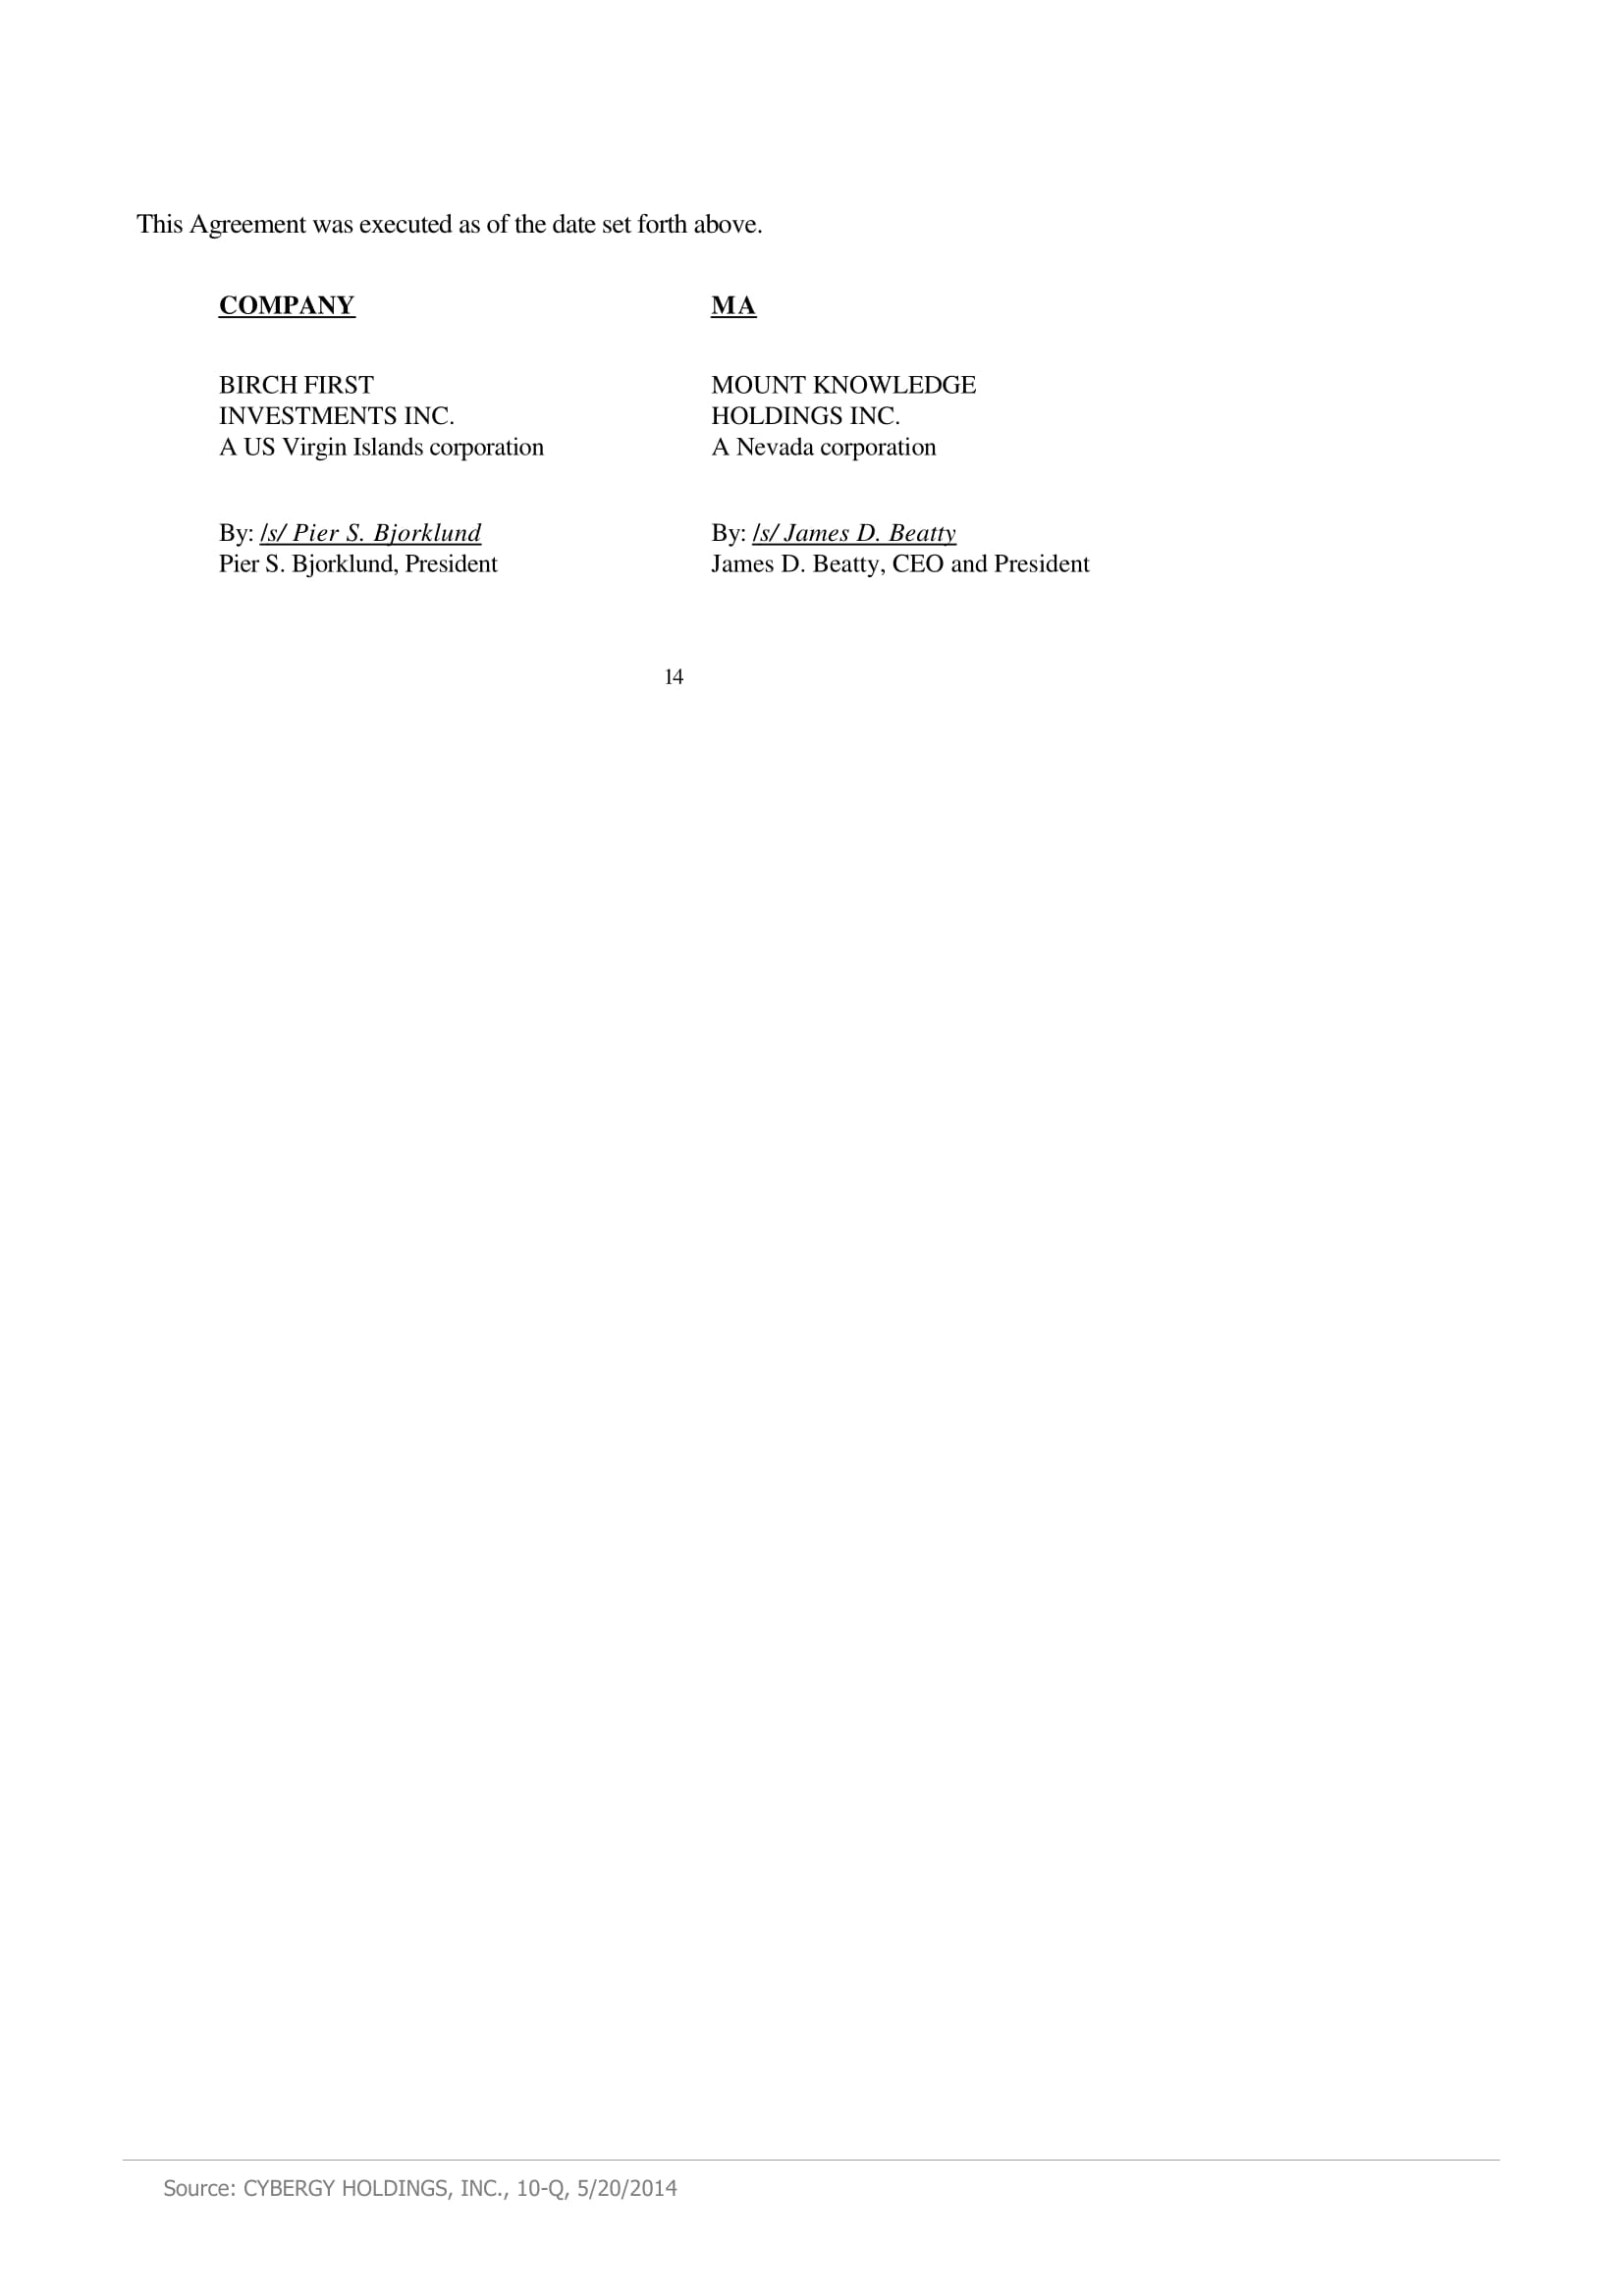 This Agreement was executed as of the date set forth above.
COMPANY
MA
BIRCH FIRST
INVESTMENTS INC.
A US Virgin Islands corporation
MOUNT KNOWLEDGE
HOLDINGS INC.
A Nevada corporation
By: /s/ Pier S. Bjorklund
Pier S. Bjorklund, President
By: /s/ James D. Beatty
James D. Beatty, CEO and President
14
Source: CYBERGY HOLDINGS, INC., 10-Q, 5/20/2014